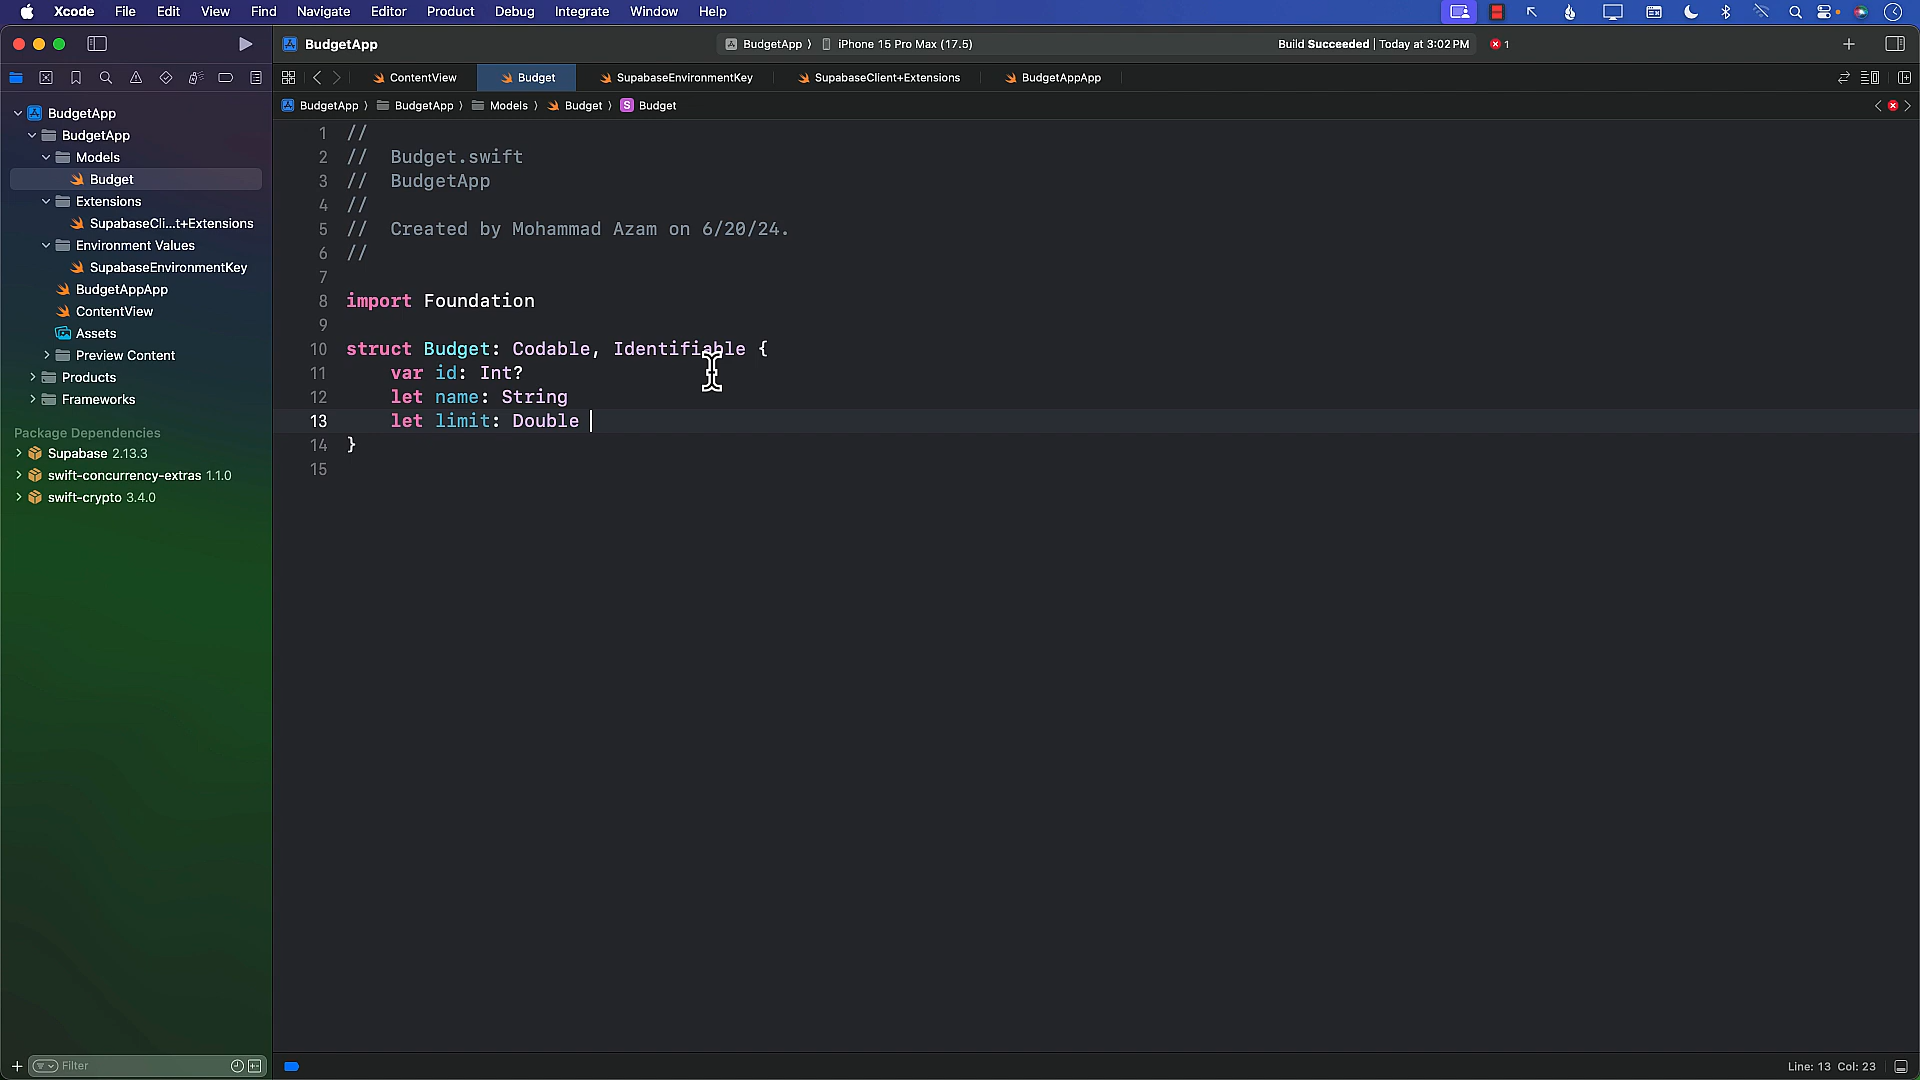 Xcode File Edit View Find Navigate Editor Product Debug Integrate Window Help
BudgetApp
BudgetApp ⟩ iPhone 15 Pro Max (17.5)
Build Succeeded | Today at 3:02 PM
1
ContentView
Budget
SupabaseEnvironmentKey
SupabaseClient+Extensions
BudgetAppApp
BudgetApp ⟩ BudgetApp ⟩ Models ⟩ Budget ⟩ S Budget
BudgetApp
BudgetApp
Models
Budget
Extensions
SupabaseCli...t+Extensions
Environment Values
SupabaseEnvironmentKey
BudgetAppApp
ContentView
Assets
Preview Content
Products
Frameworks
Package Dependencies
Supabase 2.13.3
swift-concurrency-extras 1.1.0
swift-crypto 3.4.0
Filter
1 //
2 //  Budget.swift
3 //  BudgetApp
4 //
5 //  Created by Mohammad Azam on 6/20/24.
6 //
7
8 import Foundation
9
10 struct Budget: Codable, Identifiable {
11     var id: Int?
12     let name: String
13     let limit: Double
14 }
15
Line: 13 Col: 23